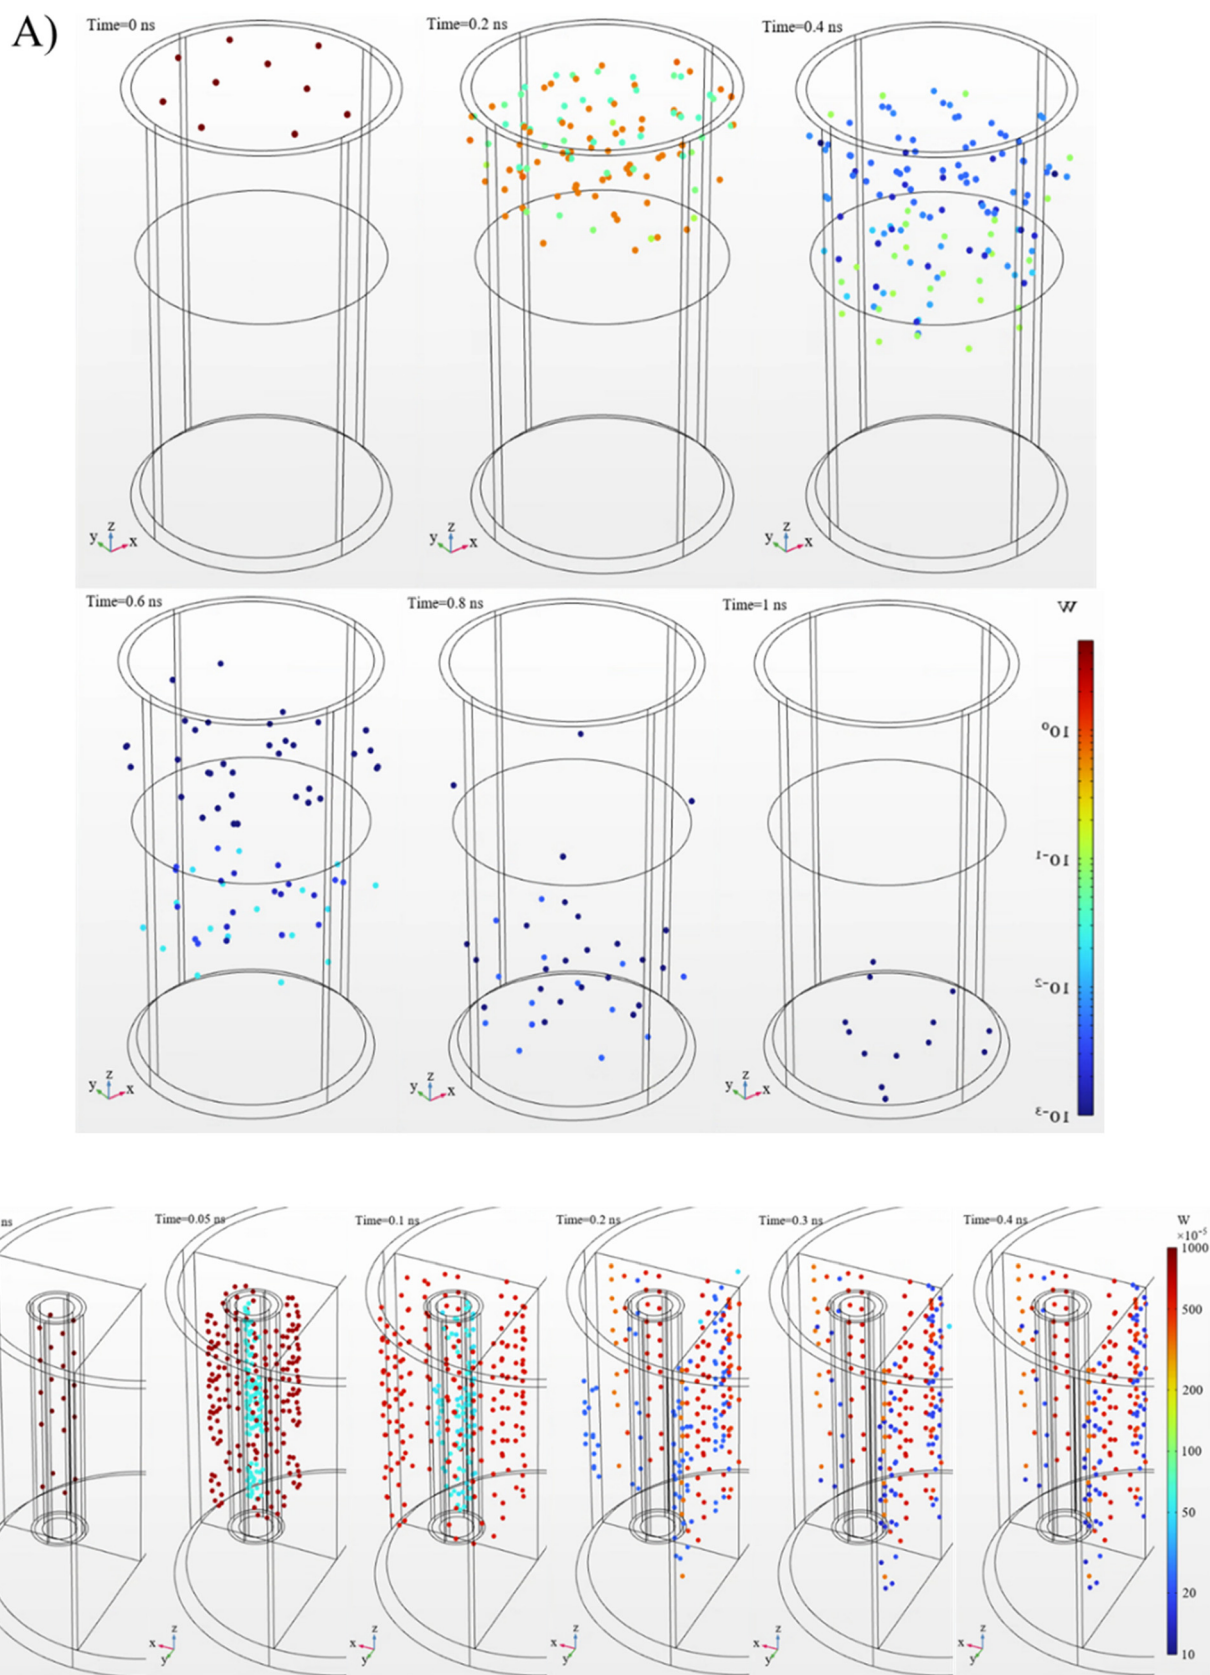 A)
Time=0 ns
Time=0.2 ns
Time=0.4 ns
z
y
x
z
y
x
z
y
x
Time=0.6 ns
Time=0.8 ns
Time=1 ns
W
10⁰
10⁻¹
10⁻²
10⁻³
z
y
x
z
y
x
z
y
x
ns
Time=0.05 ns
Time=0.1 ns
Time=0.2 ns
Time=0.3 ns
Time=0.4 ns
W
×10⁻⁵
1000
500
200
100
50
20
10
z
x
y
z
x
y
z
x
y
z
x
y
z
x
y